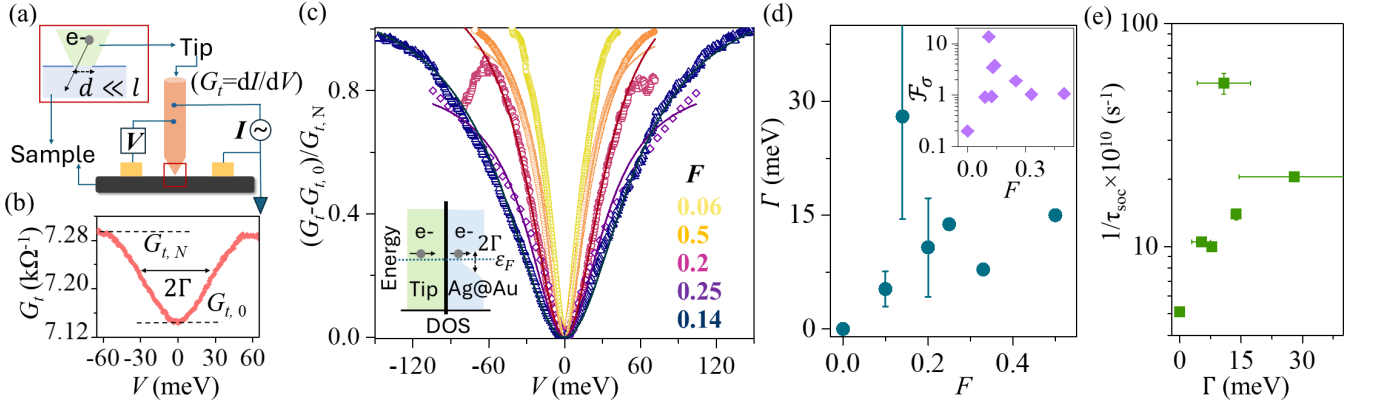 (a)
e-
d ≪ l
Tip
(G_t=dI/dV)
V
I
Sample
(b)
7.28
7.20
7.12
G_t (kΩ⁻¹)
G_t, N
2Γ
G_t, 0
-60
0
60
V (meV)
(c)
0.8
0.4
0.0
(G_t-G_t, 0)/G_t, N
F
0.06
0.5
0.2
0.25
0.14
Energy
e-
e-
2Γ
ε_F
Tip
Ag@Au
DOS
-120
-60
0
60
120
V (meV)
(d)
30
15
0
Γ (meV)
10
1
0.1
ℱ_σ
0.0
0.3
F
0.0
0.2
0.4
F
(e)
100
10
1/τ_soc×10¹⁰ (s⁻¹)
0
15
30
Γ (meV)